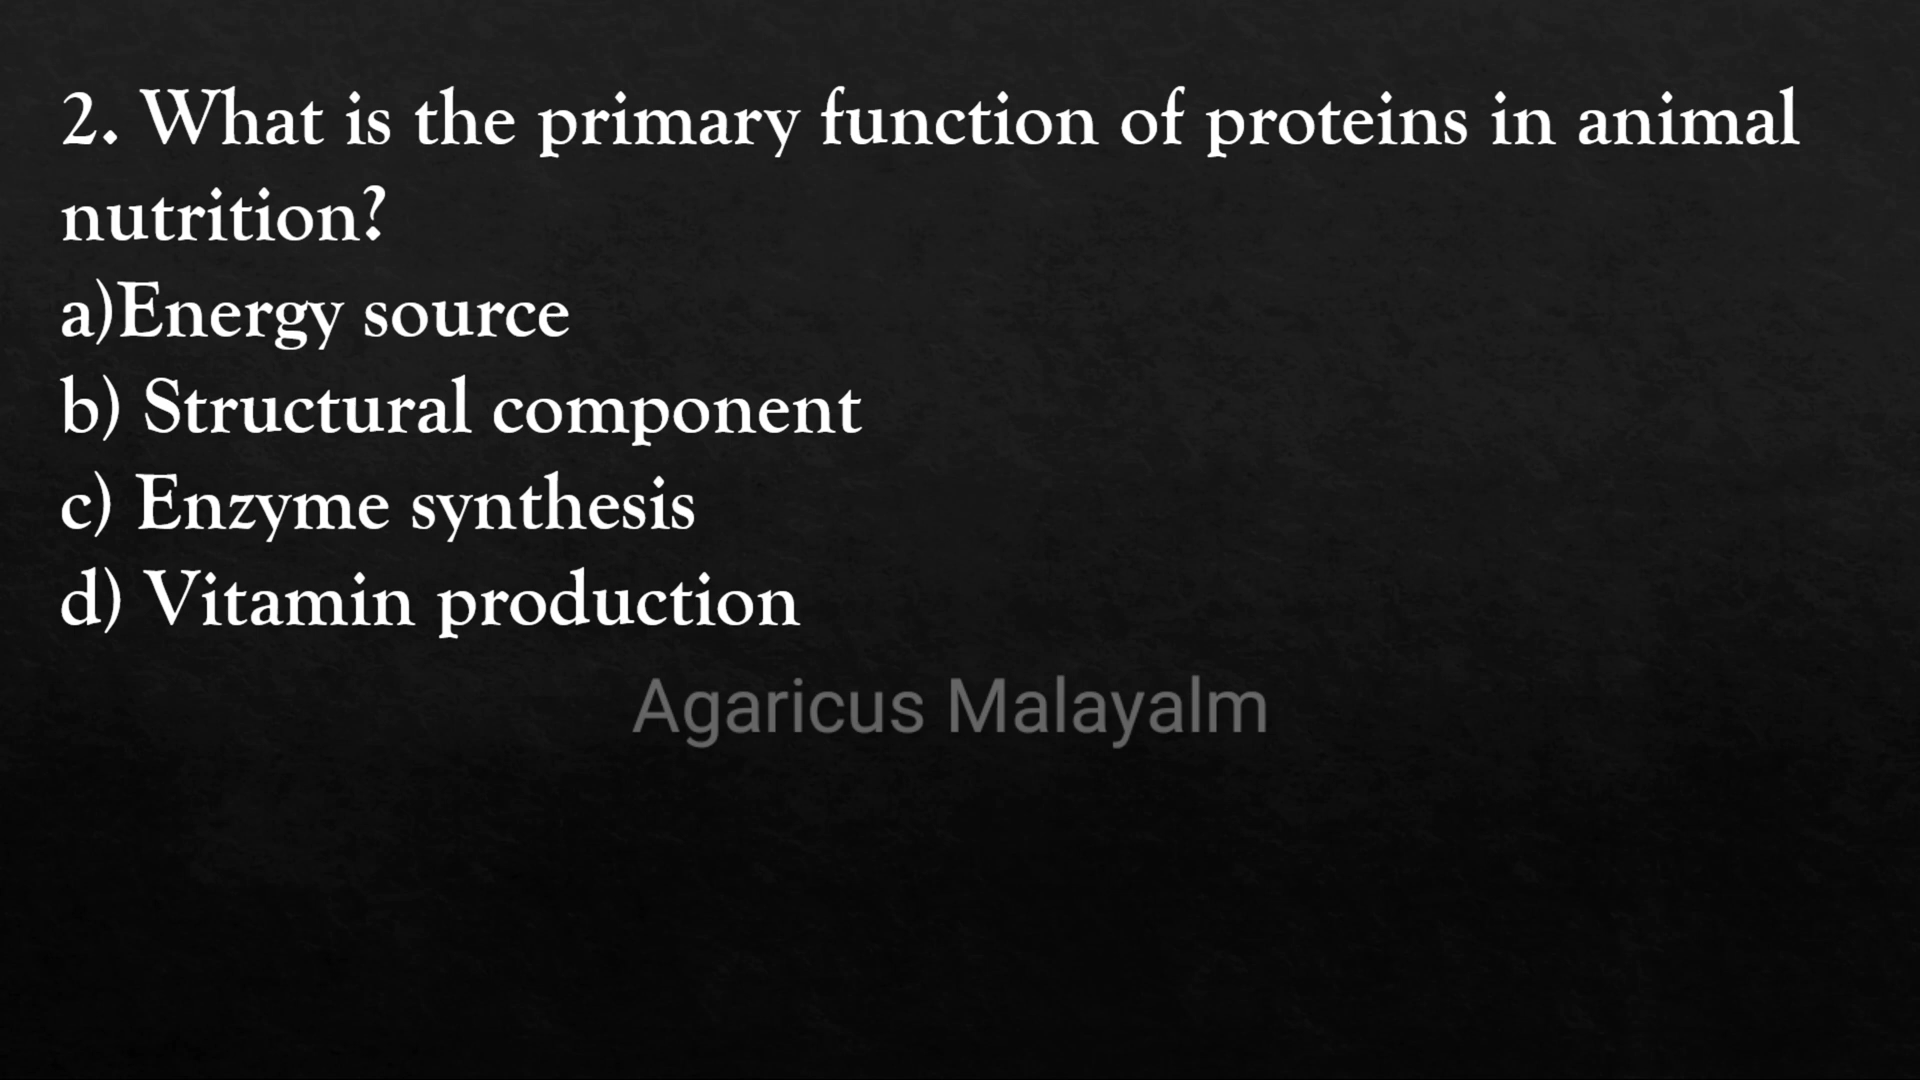 2. What is the primary function of proteins in animal
nutrition?
a)Energy source
b) Structural component
c) Enzyme synthesis
d) Vitamin production
Agaricus Malayalm